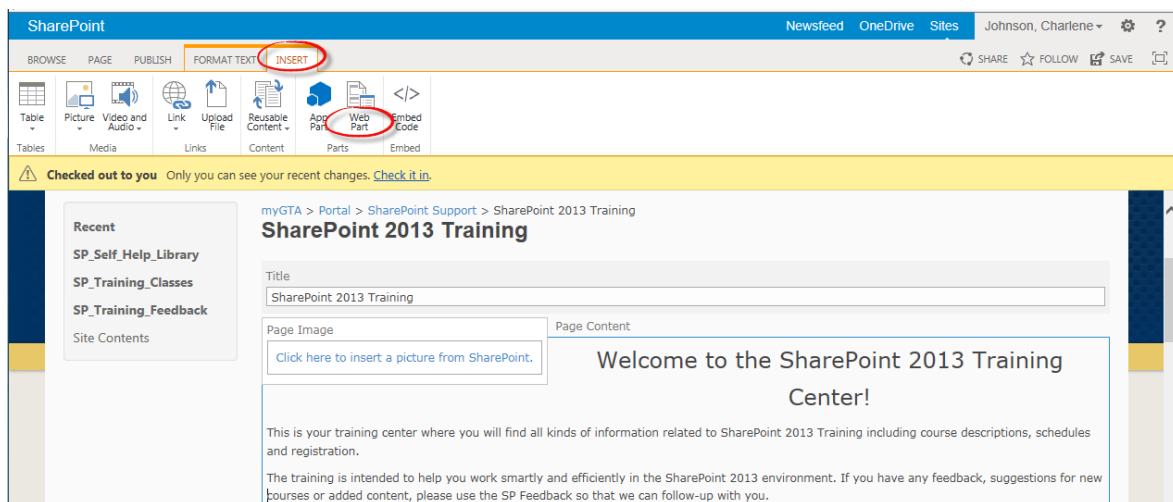 SharePoint
Newsfeed OneDrive Sites Johnson, Charlene ?
BROWSE PAGE PUBLISH FORMAT TEXT INSERT SHARE FOLLOW SAVE
Table Picture Video and Audio Link Upload File Reusable Content App Part Web Part Embed Code
Tables Media Links Content Parts Embed
Checked out to you Only you can see your recent changes. Check it in.
Recent
SP_Self_Help_Library
SP_Training_Classes
SP_Training_Feedback
Site Contents
myGTA > Portal > SharePoint Support > SharePoint 2013 Training
SharePoint 2013 Training
Title
SharePoint 2013 Training
Page Image
Click here to insert a picture from SharePoint.
Page Content
Welcome to the SharePoint 2013 Training
Center!
This is your training center where you will find all kinds of information related to SharePoint 2013 Training including course descriptions, schedules
and registration.
The training is intended to help you work smartly and efficiently in the SharePoint 2013 environment. If you have any feedback, suggestions for new
courses or added content, please use the SP Feedback so that we can follow-up with you.